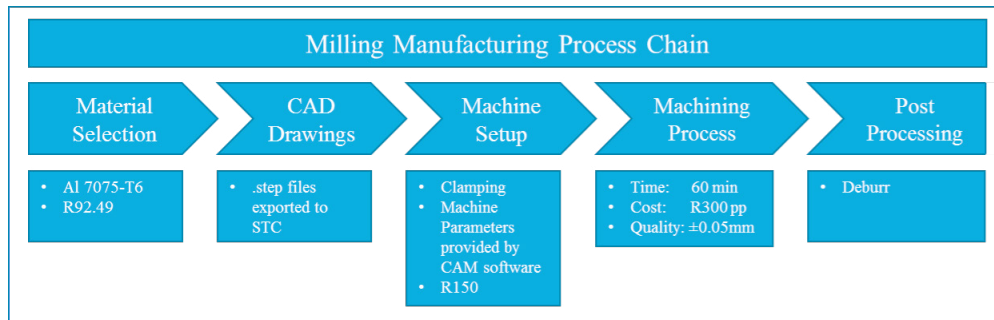 Milling Manufacturing Process Chain
Material
Selection
CAD
Drawings
Machine
Setup
Machining
Process
Post
Processing
• Al 7075-T6
• R92.49
• .step files
exported to
STC
• Clamping
• Machine
Parameters
provided by
CAM software
• R150
• Time: 60 min
• Cost: R300 pp
• Quality: ±0.05mm
• Deburr